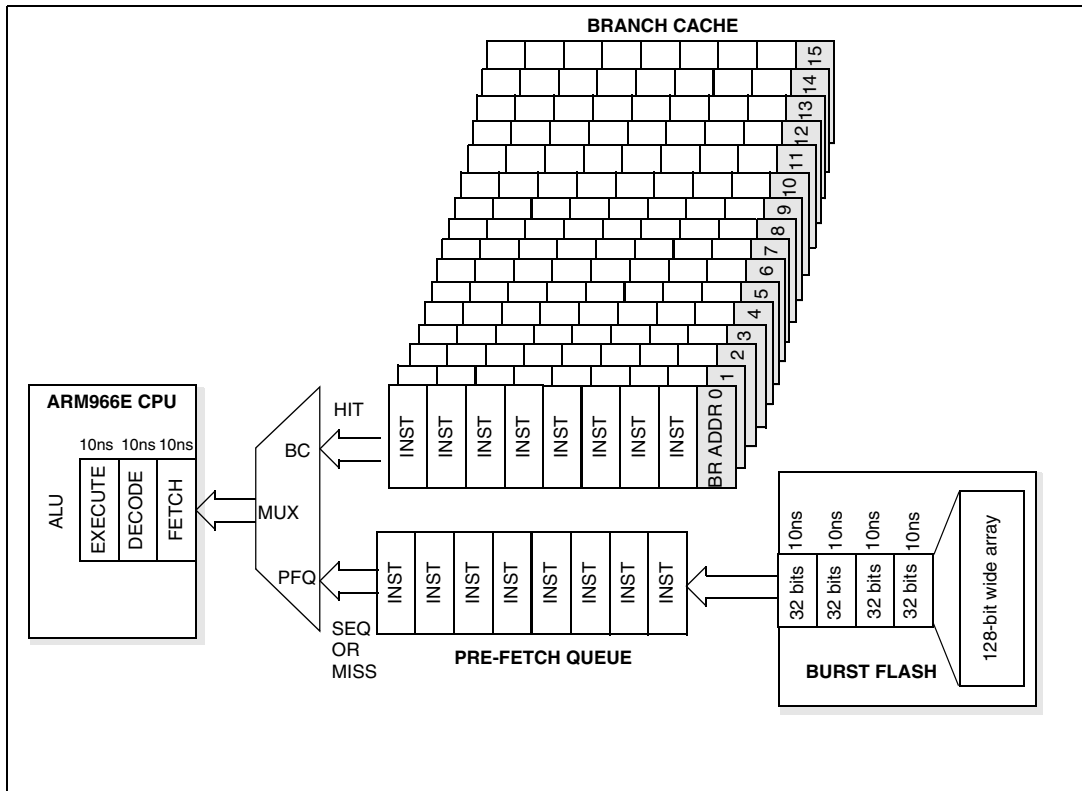 BRANCH CACHE
15
14
13
12
11
10
9
8
7
6
5
4
3
2
1
INST
INST
INST
INST
INST
INST
INST
INST
BR ADDR 0
HIT
BC
MUX
PFQ
SEQ
OR
MISS
ARM966E CPU
10ns 10ns 10ns
ALU
EXECUTE
DECODE
FETCH
INST
INST
INST
INST
INST
INST
INST
INST
PRE-FETCH QUEUE
10ns
10ns
10ns
10ns
32 bits
32 bits
32 bits
32 bits
128-bit wide array
BURST FLASH